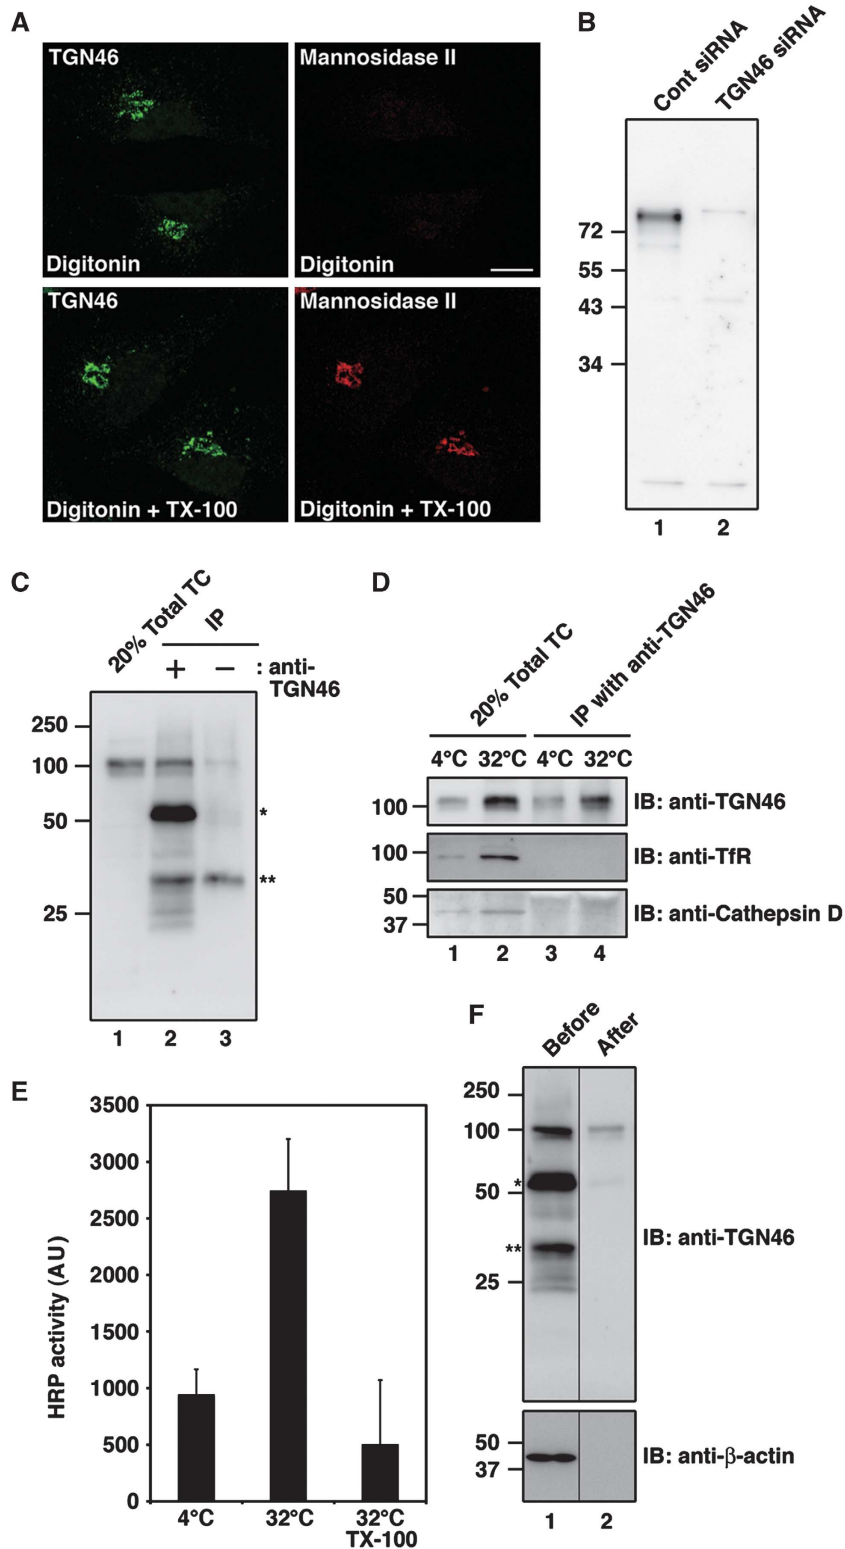 A
TGN46
Mannosidase II
Digitonin
Digitonin
TGN46
Mannosidase II
Digitonin + TX-100
Digitonin + TX-100
B
Cont siRNA
TGN46 siRNA
72
55
43
34
1 2
C
20% Total TC
IP
+ − : anti-
TGN46
250
100
50
*
**
25
1 2 3
D
20% Total TC
IP with anti-TGN46
4°C 32°C 4°C 32°C
100
IB: anti-TGN46
100
IB: anti-TfR
50
37
IB: anti-Cathepsin D
1 2 3 4
E
3500
3000
2500
2000
1500
1000
500
0
HRP activity (AU)
4°C 32°C 32°C
TX-100
F
Before
After
250
100
*
50
**
25
IB: anti-TGN46
50
37
IB: anti-β-actin
1 2